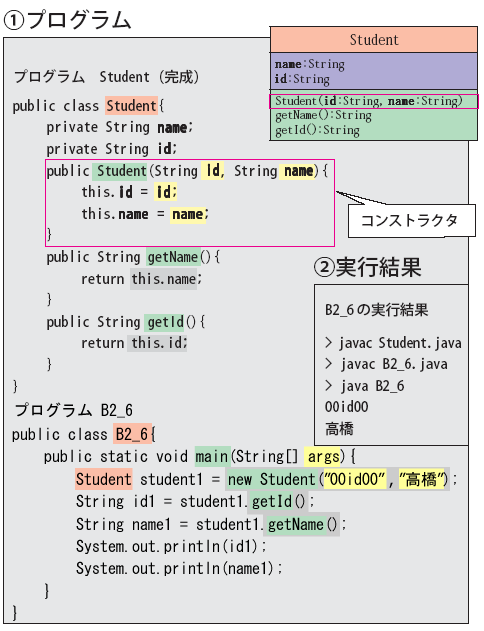 ①プログラム
Student
name:String
id:String
Student(id:String, name:String)
getName():String
getId():String
プログラム Student（完成）
public class Student{
private String name;
private String id;
public Student(String Id, String name){
this.id = id;
this.name = name;
}
コンストラクタ
public String getName(){
return this.name;
}
public String getId(){
return this.id;
}
}
②実行結果
B2_6の実行結果
> javac Student.java
> javac B2_6.java
> java B2_6
00id00
高橋
プログラム B2_6
public class B2_6{
public static void main(String[] args){
Student student1 = new Student("00id00","高橋");
String id1 = student1.getId();
String name1 = student1.getName();
System.out.println(id1);
System.out.println(name1);
}
}